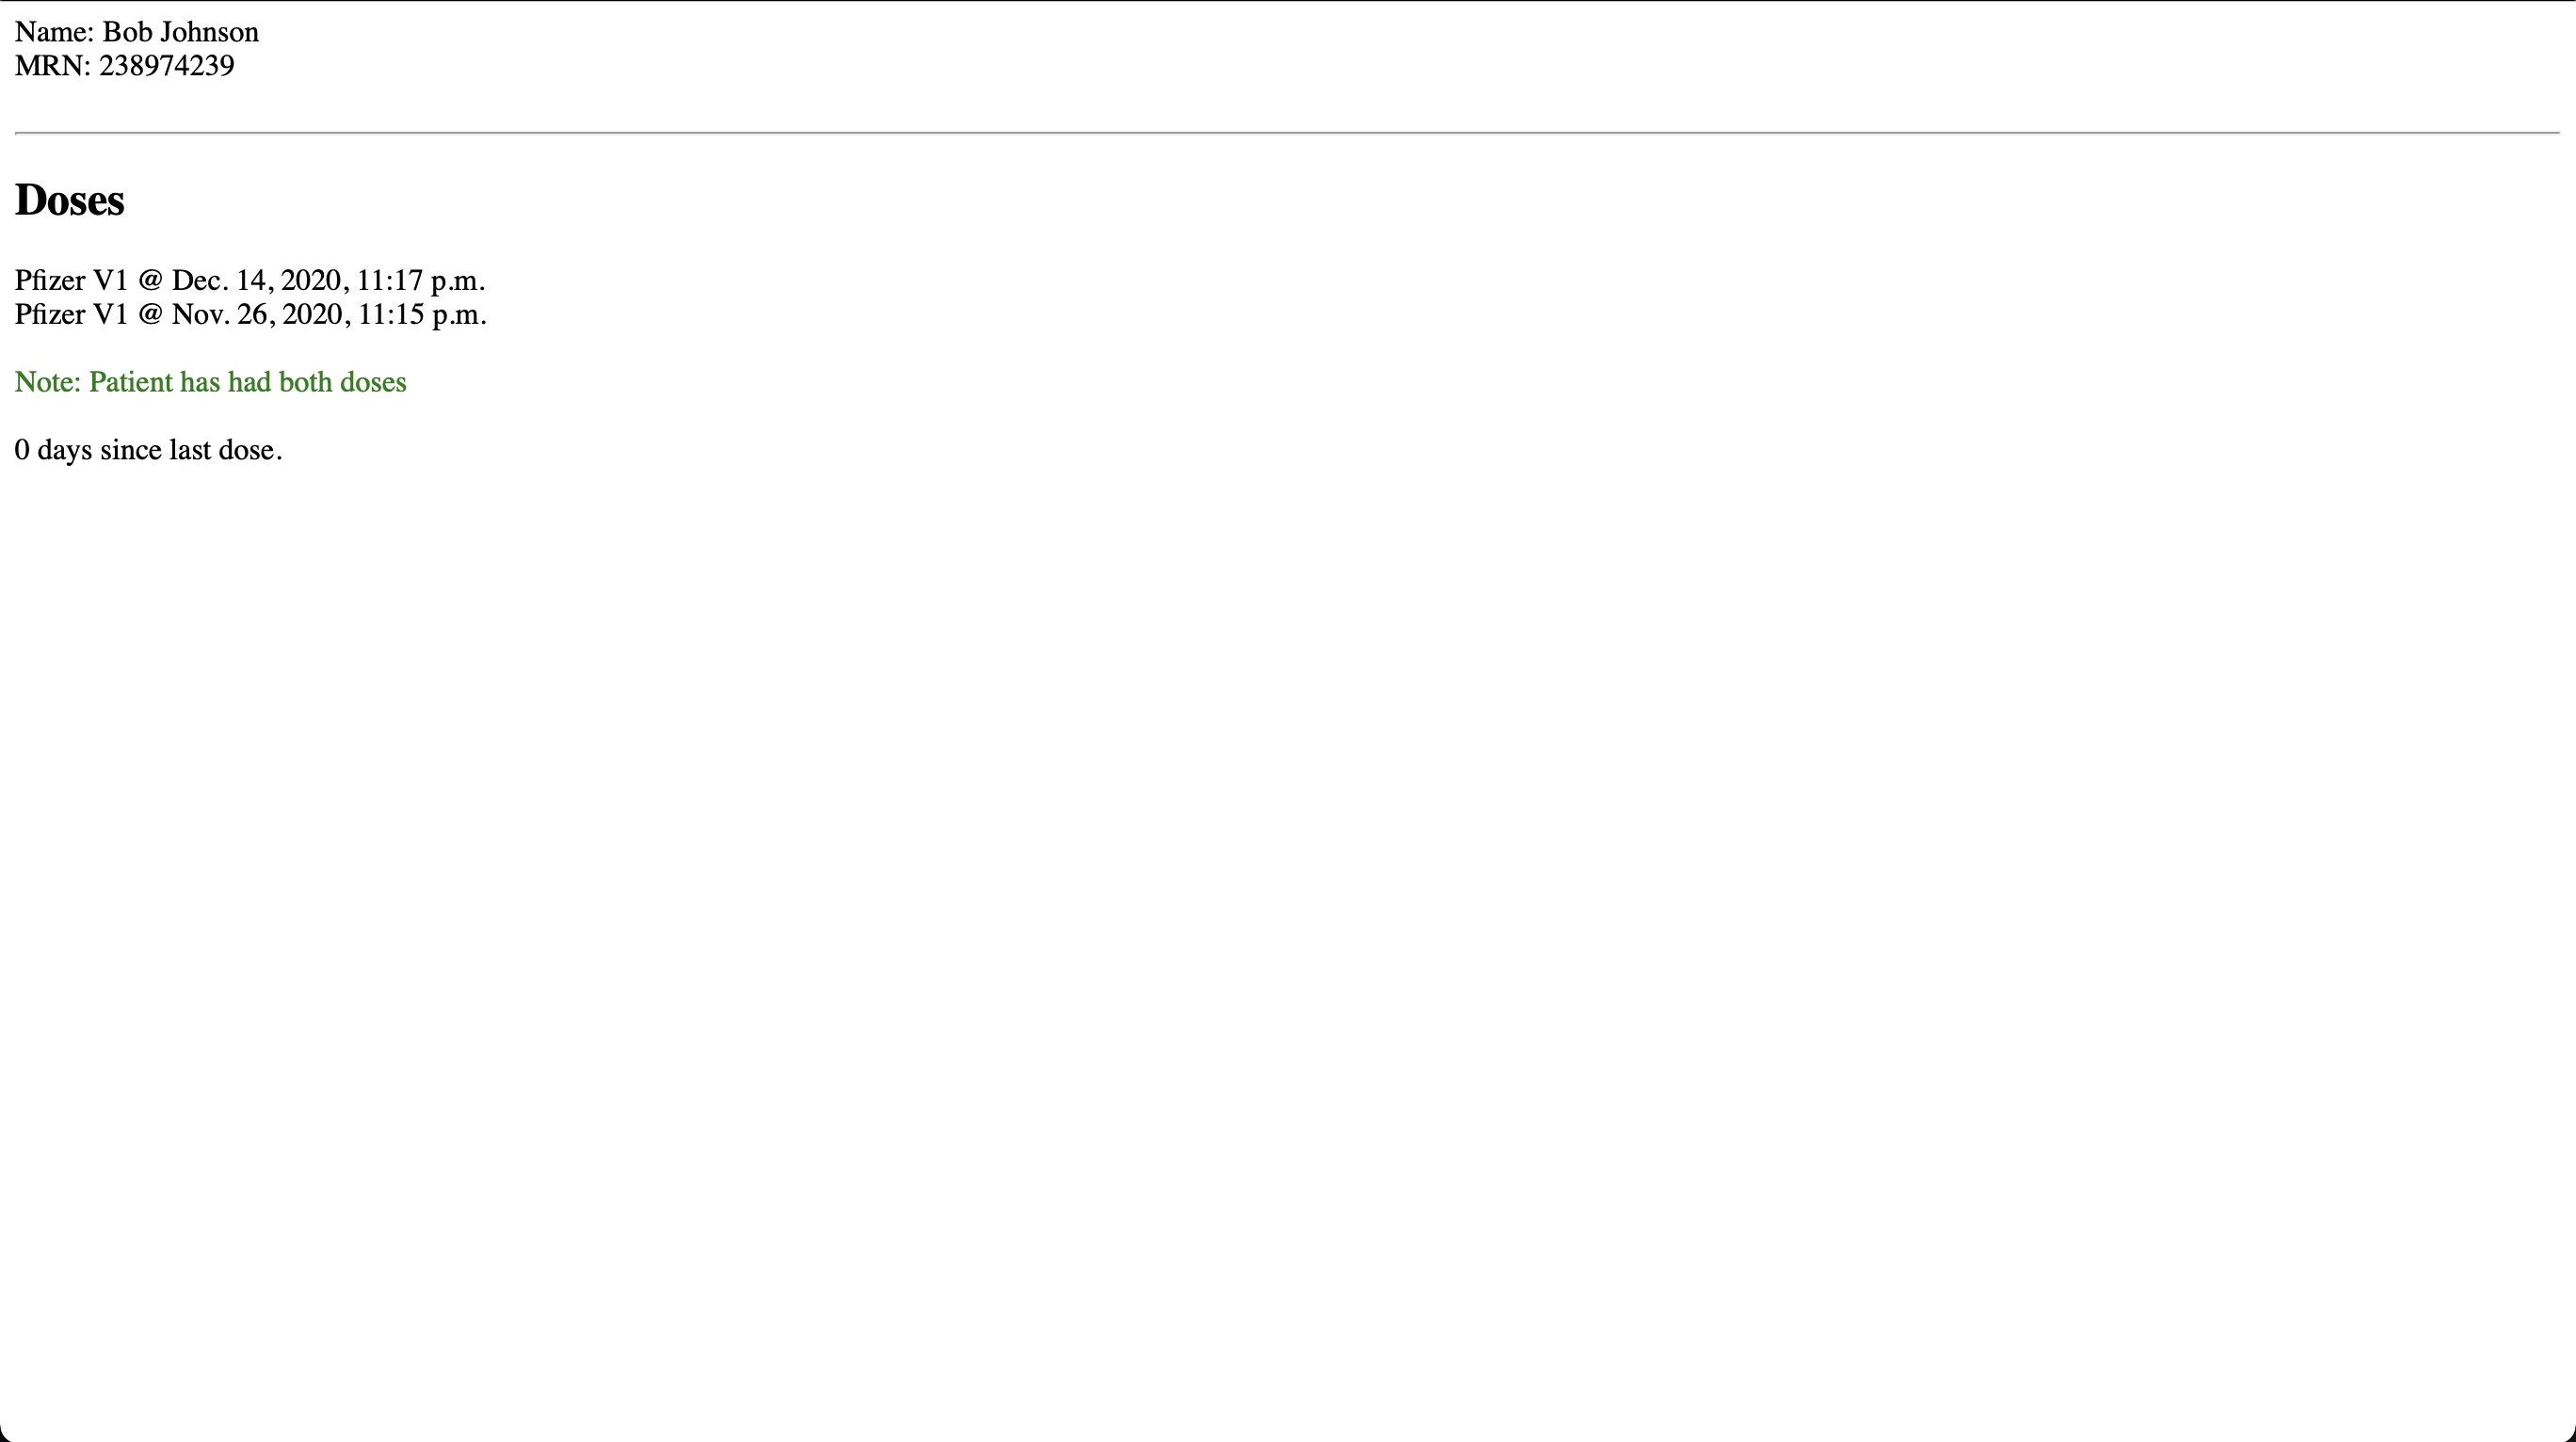 Name: Bob Johnson
MRN: 238974239
Doses
Pfizer V1 @ Dec. 14, 2020, 11:17 p.m.
Pfizer V1 @ Nov. 26, 2020, 11:15 p.m.
Note: Patient has had both doses
0 days since last dose.